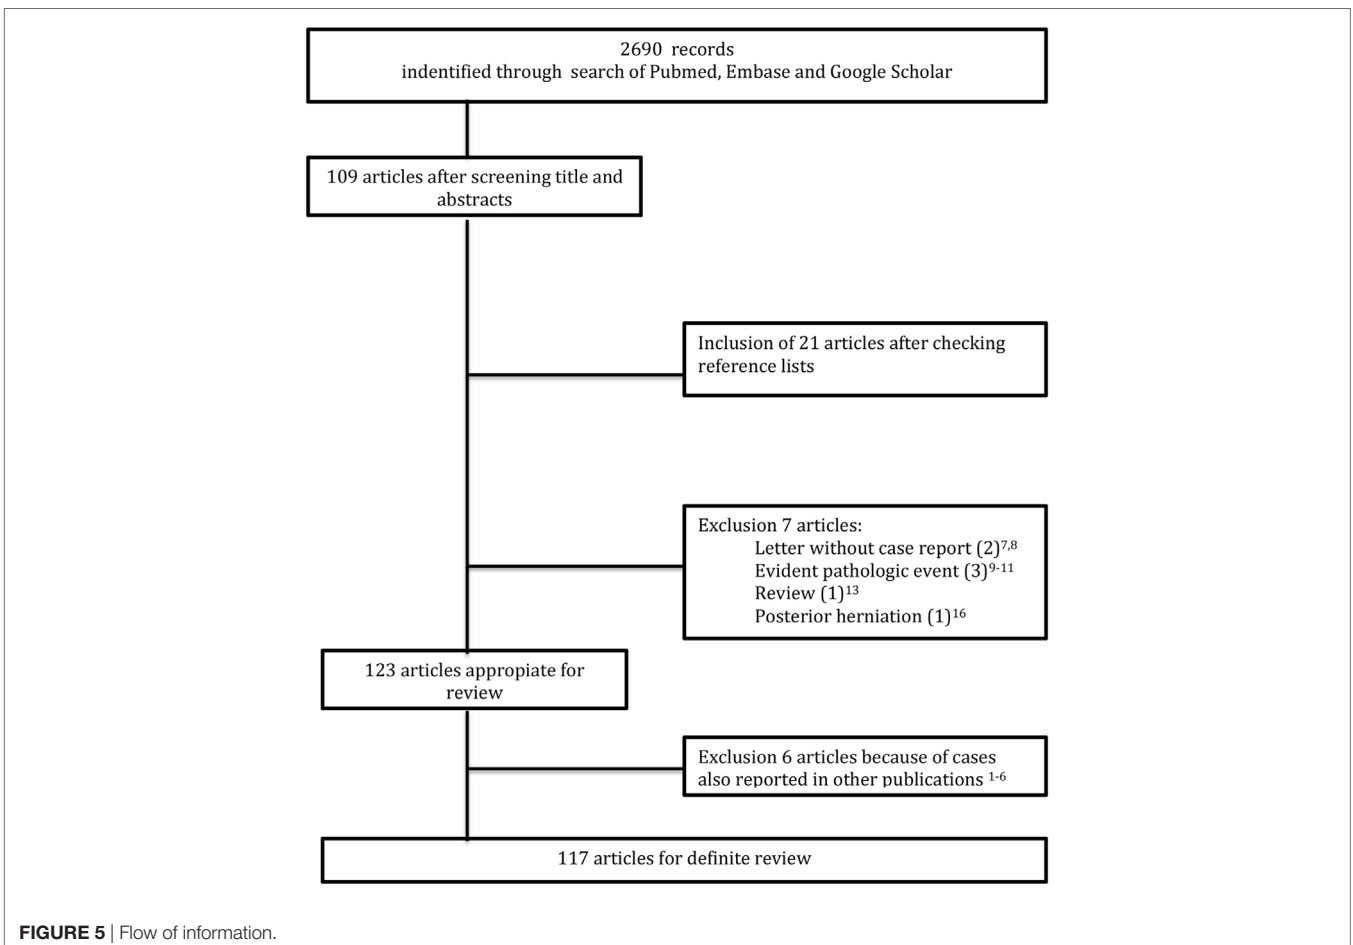 2690 records
indentified through search of Pubmed, Embase and Google Scholar
109 articles after screening title and
abstracts
Inclusion of 21 articles after checking
reference lists
Exclusion 7 articles:
Letter without case report (2)7,8
Evident pathologic event (3)9-11
Review (1)13
Posterior herniation (1)16
123 articles appropiate for
review
Exclusion 6 articles because of cases
also reported in other publications 1-6
117 articles for definite review
FIGURE 5 | Flow of information.